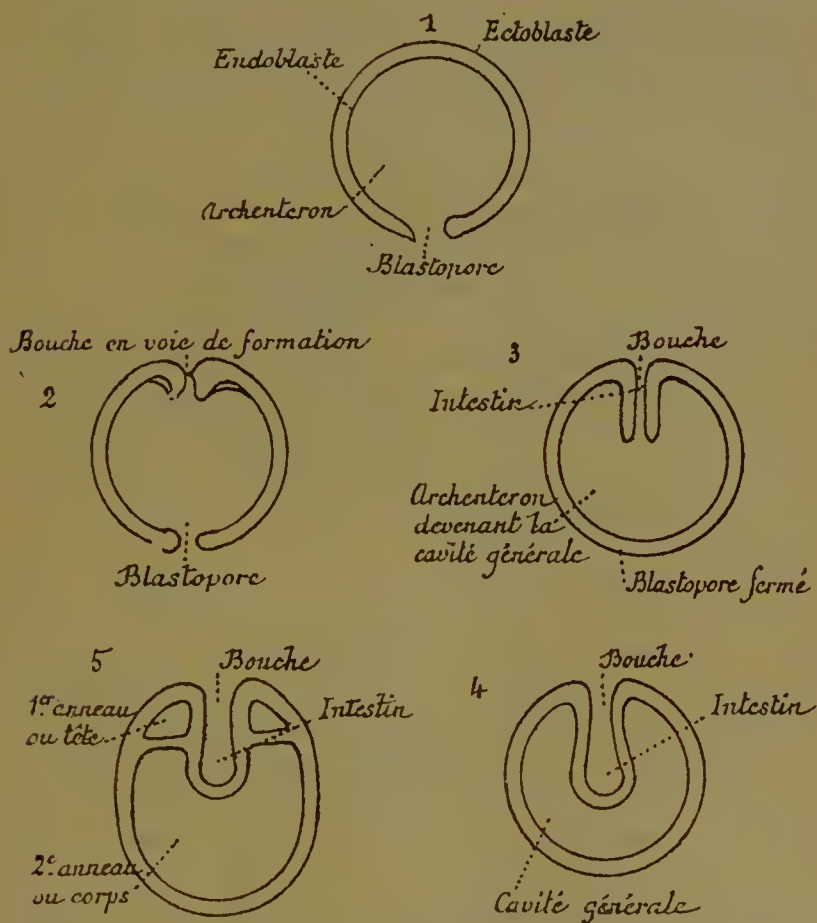 1
Ectoblaste
Endoblaste
Archenteron
Blastopore
Bouche en voie de formation
2
Blastopore
3
Bouche
Intestin
Archenteron
devenant la
cavité générale
Blastopore fermé
5
Bouche
1er anneau
ou tête
Intestin
2e anneau
ou corps
4
Bouche
Intestin
Cavité générale